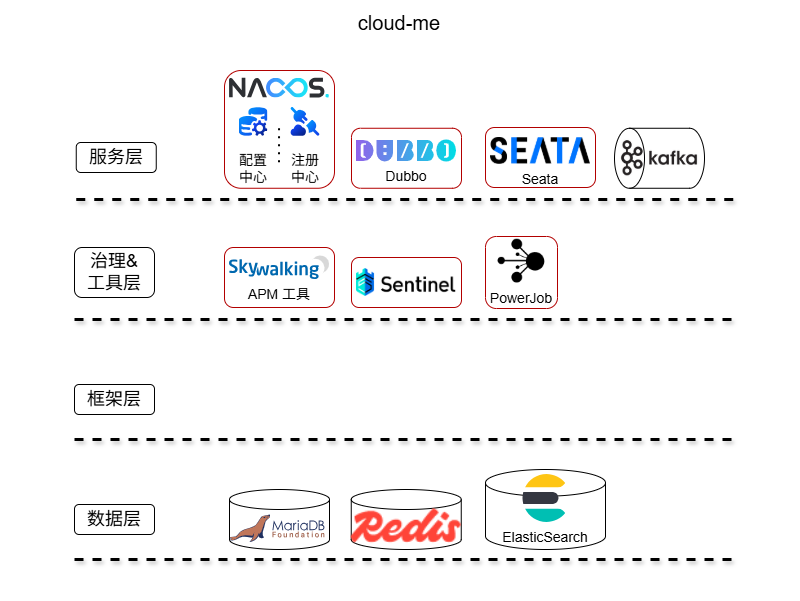 cloud-me
NACOS.
服务层
配置
中心
注册
中心
DUBBO
Dubbo
SEATA
Seata
kafka
治理&
工具层
Skywalking
APM 工具
Sentinel
PowerJob
框架层
数据层
MariaDB
Foundation
Redis
ElasticSearch